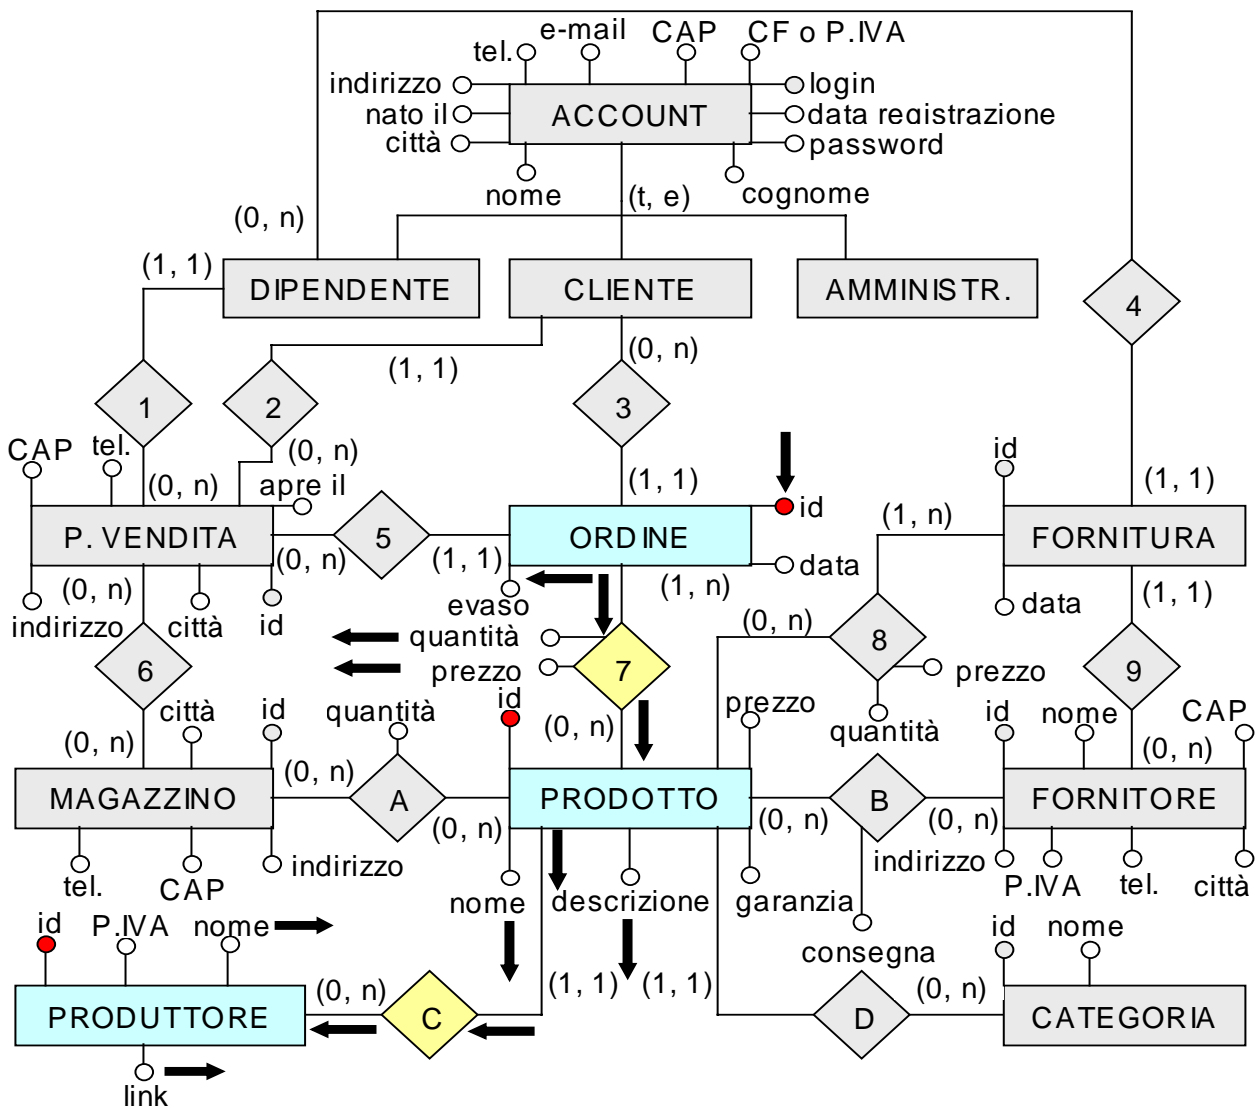 e-mail CAP CF o P.IVA
tel.
indirizzo login
nato il ACCOUNT data registrazione
città password
nome (t, e) cognome
(0, n)
(1, 1)
DIPENDENTE CLIENTE AMMINISTR. 4
(1, 1) (0, n)
1 2 3
CAP tel. (0, n) id
(0, n) apre il (1, 1) (1, 1)
id (1, n)
P. VENDITA 5 ORDINE FORNITURA
(0, n) (0, n) (1, 1) (1, n) data (1, 1)
evaso data
indirizzo città id quantità (0, n) 8
6 prezzo 7 prezzo 9
id
città id quantità prezzo id nome CAP
(0, n) (0, n) quantità (0, n)
(0, n)
MAGAZZINO A PRODOTTO B FORNITORE
(0, n) (0, n) (0, n)
indirizzo indirizzo
tel. CAP P.IVA tel. città
nome descrizione garanzia
id P.IVA nome id nome
consegna
(0, n) (1, 1) (1, 1) (0, n)
PRODUTTORE C D CATEGORIA
link